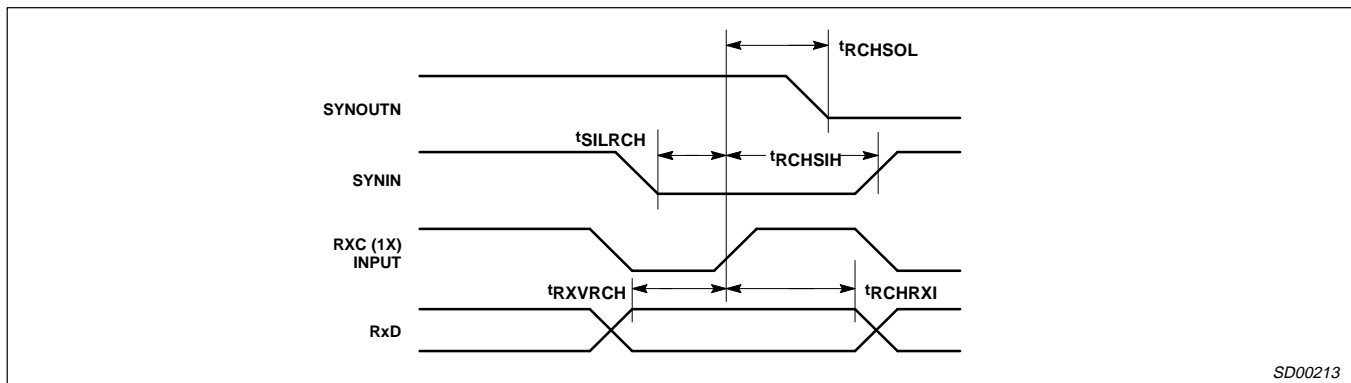 tRCHSOL
SYNOUTN
tSILRCH
tRCHSIH
SYNIN
RXC (1X)
INPUT
tRXVRCH
tRCHRXI
RxD
SD00213